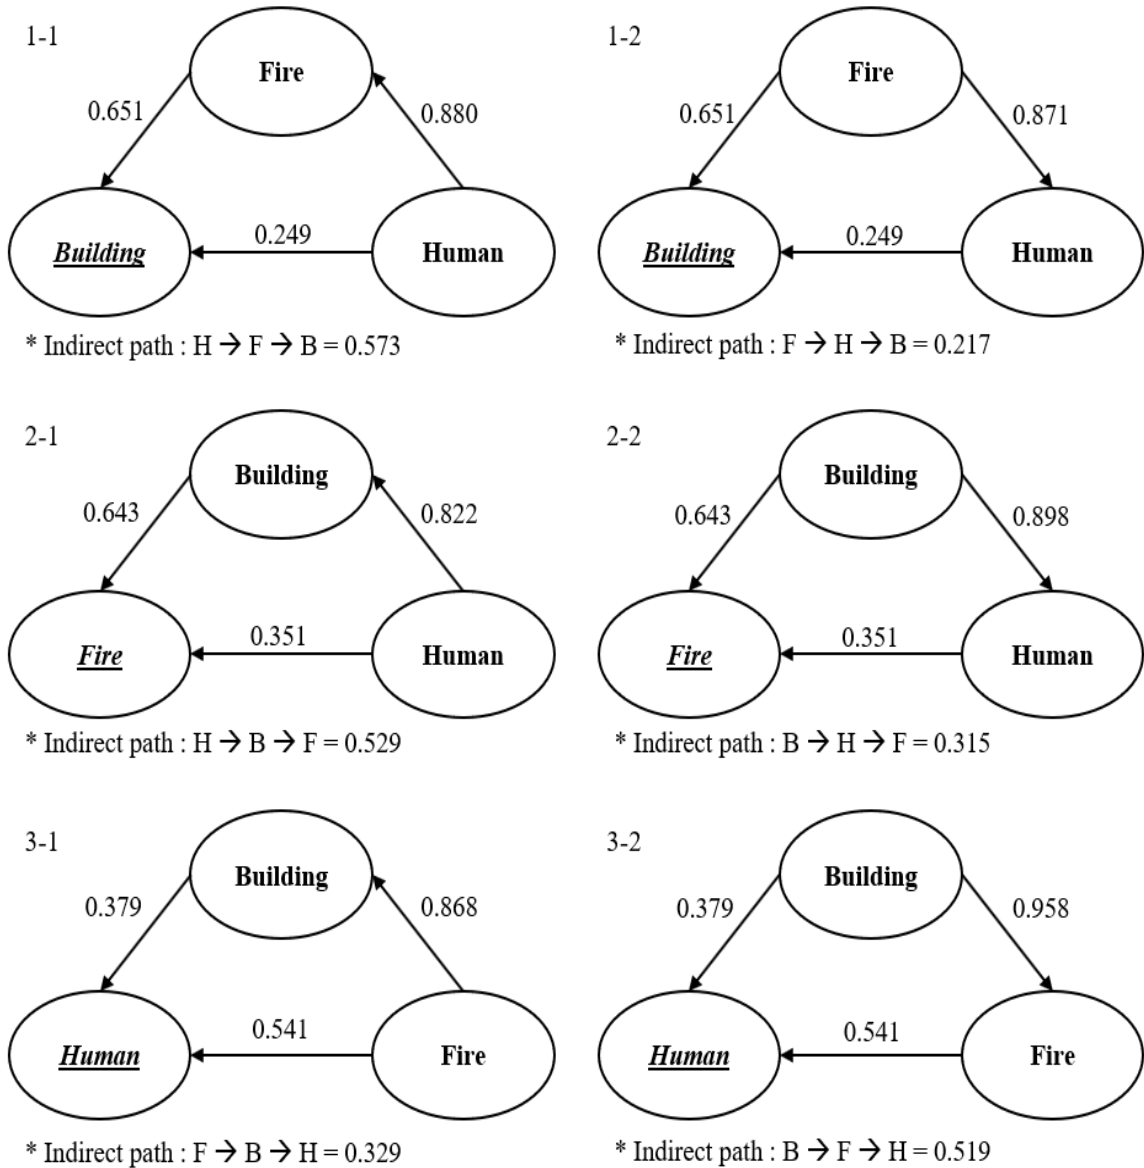 1-1
Fire
0.651
0.880
Building
0.249
Human
* Indirect path : H → F → B = 0.573
1-2
Fire
0.651
0.871
Building
0.249
Human
* Indirect path : F → H → B = 0.217
2-1
Building
0.643
0.822
Fire
0.351
Human
* Indirect path : H → B → F = 0.529
2-2
Building
0.643
0.898
Fire
0.351
Human
* Indirect path : B → H → F = 0.315
3-1
Building
0.379
0.868
Human
0.541
Fire
* Indirect path : F → B → H = 0.329
3-2
Building
0.379
0.958
Human
0.541
Fire
* Indirect path : B → F → H = 0.519